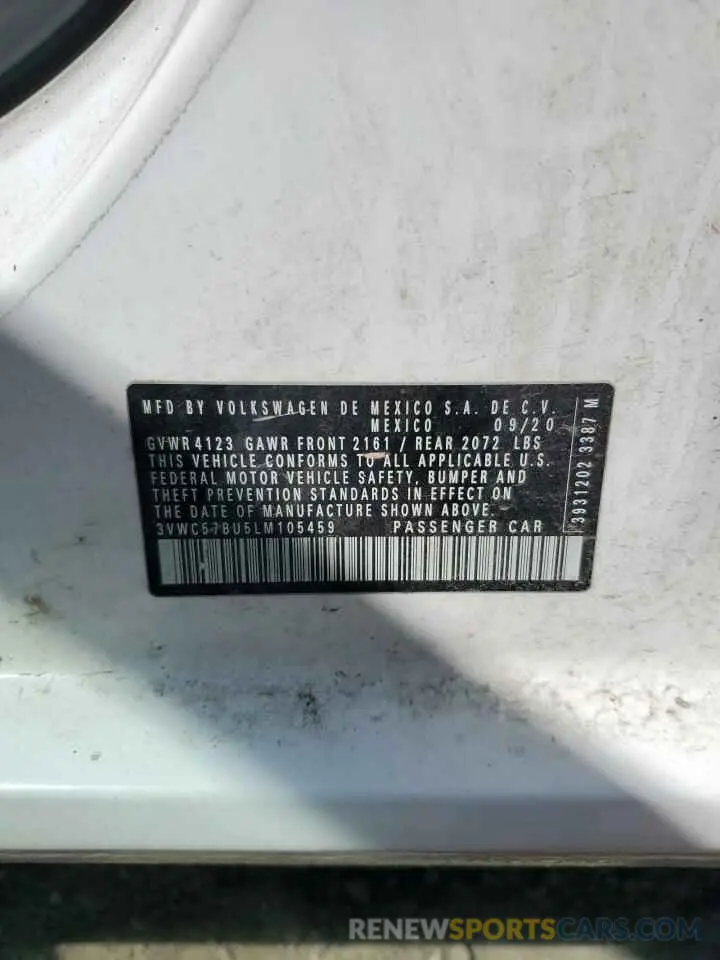 MFD BY VOLKSWAGEN DE MEXICO S.A. DE C.V.
MEXICO 09/20
GVWR 4123 GAWR FRONT 2161 / REAR 2072 LBS
THIS VEHICLE CONFORMS TO ALL APPLICABLE U.S.
FEDERAL MOTOR VEHICLE SAFETY, BUMPER AND
THEFT PREVENTION STANDARDS IN EFFECT ON
THE DATE OF MANUFACTURE SHOWN ABOVE.
3VWC57BU5LM105459 PASSENGER CAR
3931202 3387 M
RENEWSPORTSCARS.COM